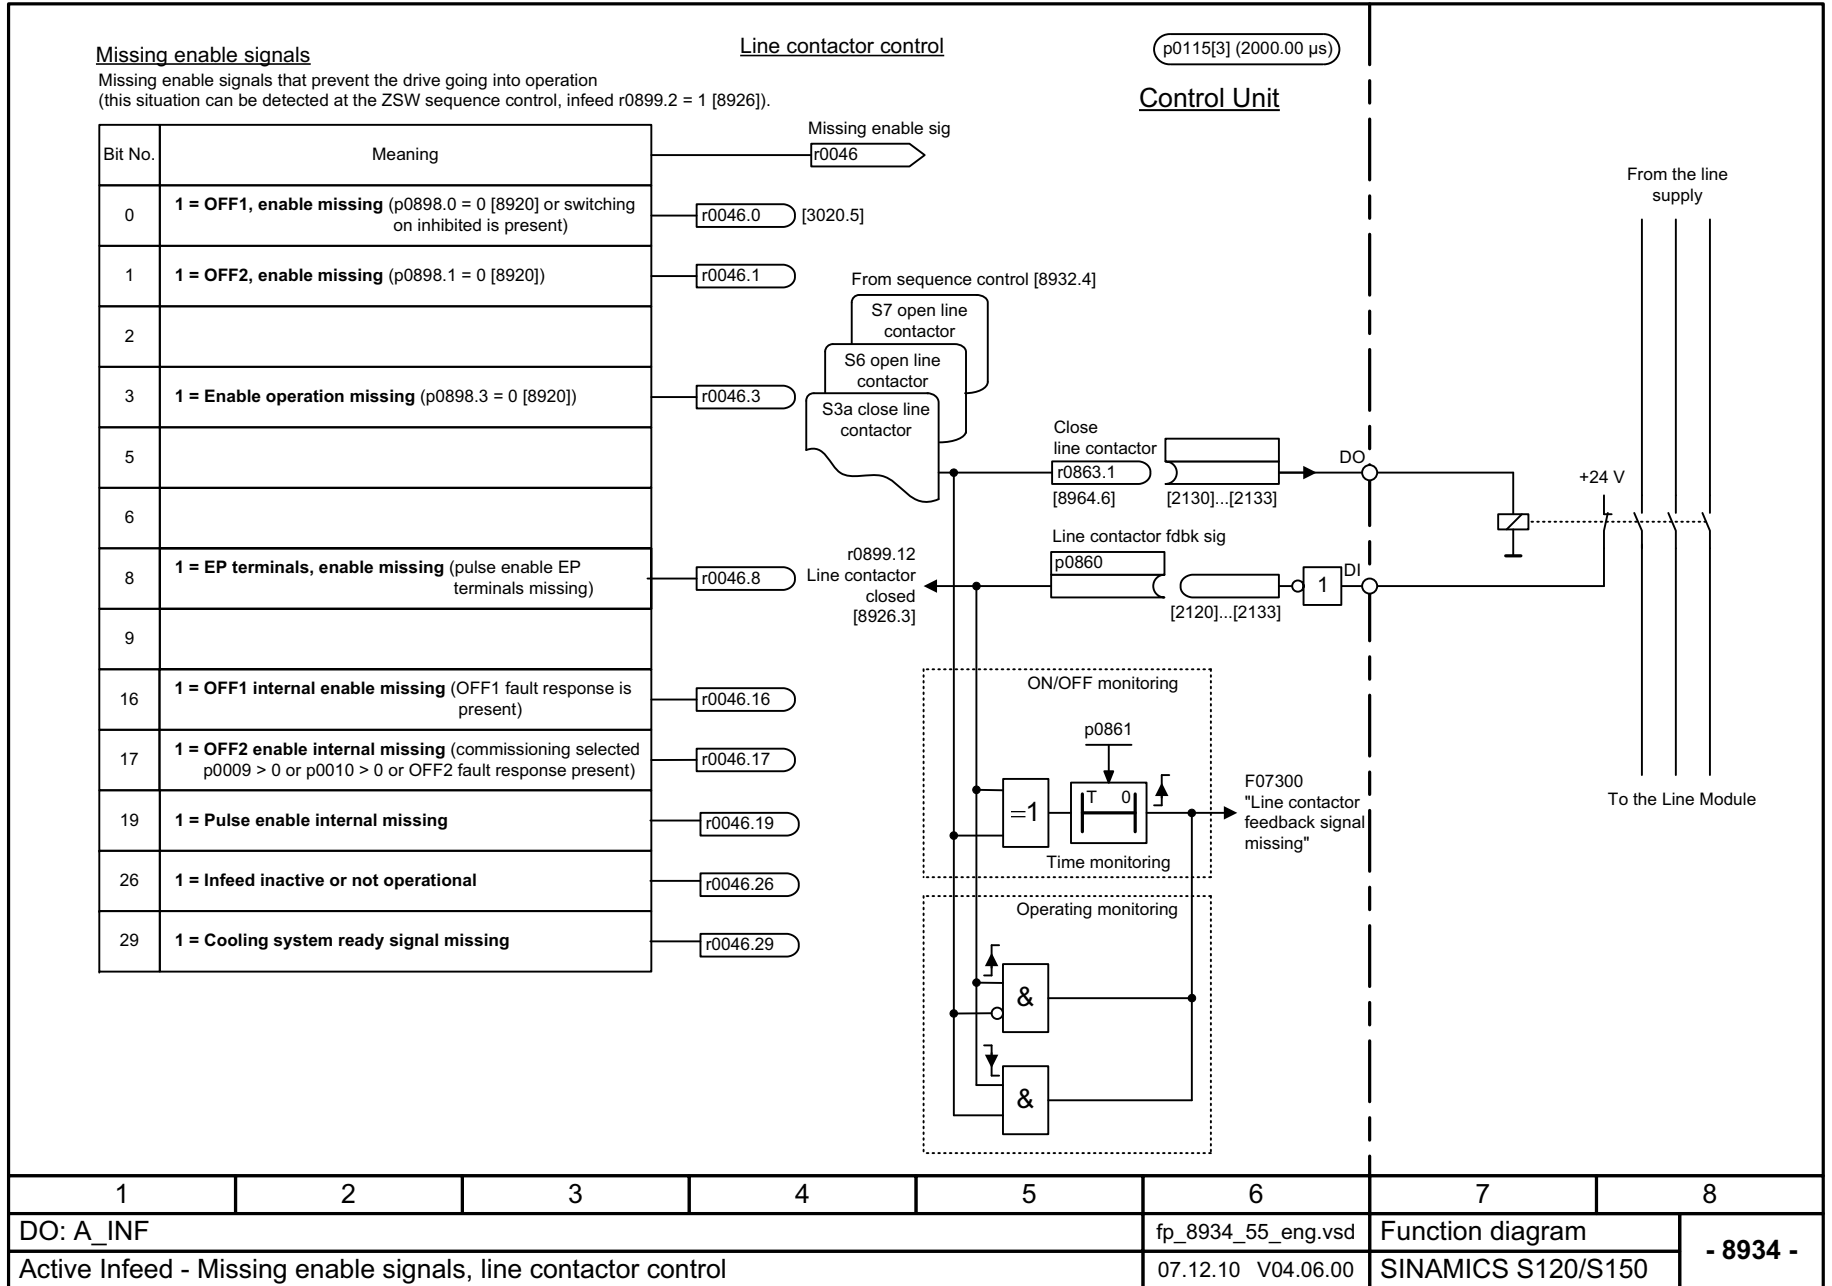 Missing enable signals
Missing enable signals that prevent the drive going into operation
(this situation can be detected at the ZSW sequence control, infeed r0899.2 = 1 [8926]).
Line contactor control
p0115[3] (2000.00 µs)
Control Unit
Bit No.
Meaning
Missing enable sig
r0046
0
1 = OFF1, enable missing (p0898.0 = 0 [8920] or switching
on inhibited is present)
r0046.0
[3020.5]
1
1 = OFF2, enable missing (p0898.1 = 0 [8920])
r0046.1
2
3
1 = Enable operation missing (p0898.3 = 0 [8920])
r0046.3
5
6
8
1 = EP terminals, enable missing (pulse enable EP
terminals missing)
r0046.8
9
16
1 = OFF1 internal enable missing (OFF1 fault response is
present)
r0046.16
17
1 = OFF2 enable internal missing (commissioning selected
p0009 > 0 or p0010 > 0 or OFF2 fault response present)
r0046.17
19
1 = Pulse enable internal missing
r0046.19
26
1 = Infeed inactive or not operational
r0046.26
29
1 = Cooling system ready signal missing
r0046.29
From sequence control [8932.4]
S7 open line
contactor
S6 open line
contactor
S3a close line
contactor
Close
line contactor
r0863.1
[8964.6]
[2130]...[2133]
DO
Line contactor fdbk sig
p0860
r0899.12
Line contactor
closed
[8926.3]
[2120]...[2133]
1
DI
ON/OFF monitoring
p0861
=1
T 0
Time monitoring
F07300
"Line contactor
feedback signal
missing"
Operating monitoring
&
&
From the line
supply
+24 V
To the Line Module
1 2 3 4 5 6 7 8
DO: A_INF
fp_8934_55_eng.vsd
Function diagram
- 8934 -
Active Infeed - Missing enable signals, line contactor control
07.12.10 V04.06.00
SINAMICS S120/S150